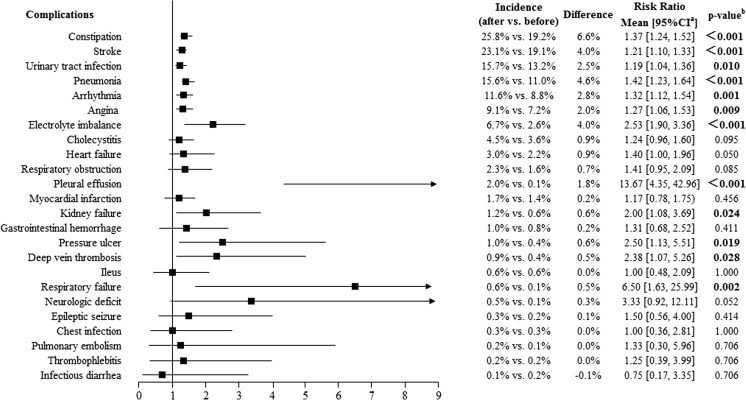 Complications Incidence (after vs. before) Difference Risk Ratio Mean [95%CIᵃ] p-valueᵇ
Constipation 25.8% vs. 19.2% 6.6% 1.37 [1.24, 1.52] <0.001
Stroke 23.1% vs. 19.1% 4.0% 1.21 [1.10, 1.33] <0.001
Urinary tract infection 15.7% vs. 13.2% 2.5% 1.19 [1.04, 1.36] 0.010
Pneumonia 15.6% vs. 11.0% 4.6% 1.42 [1.23, 1.64] <0.001
Arrhythmia 11.6% vs. 8.8% 2.8% 1.32 [1.12, 1.54] 0.001
Angina 9.1% vs. 7.2% 2.0% 1.27 [1.06, 1.53] 0.009
Electrolyte imbalance 6.7% vs. 2.6% 4.0% 2.53 [1.90, 3.36] <0.001
Cholecystitis 4.5% vs. 3.6% 0.9% 1.24 [0.96, 1.60] 0.095
Heart failure 3.0% vs. 2.2% 0.9% 1.40 [1.00, 1.96] 0.050
Respiratory obstruction 2.3% vs. 1.6% 0.7% 1.41 [0.95, 2.09] 0.085
Pleural effusion 2.0% vs. 0.1% 1.8% 13.67 [4.35, 42.96] <0.001
Myocardial infarction 1.7% vs. 1.4% 0.2% 1.17 [0.78, 1.75) 0.456
Kidney failure 1.2% vs. 0.6% 0.6% 2.00 [1.08, 3.69] 0.024
Gastrointestinal hemorrhage 1.0% vs. 0.8% 0.2% 1.31 [0.68, 2.52] 0.411
Pressure ulcer 1.0% vs. 0.4% 0.6% 2.50 [1.13, 5.51] 0.019
Deep vein thrombosis 0.9% vs. 0.4% 0.5% 2.38 [1.07, 5.26] 0.028
Ileus 0.6% vs. 0.6% 0.0% 1.00 [0.48, 2.09] 1.000
Respiratory failure 0.6% vs. 0.1% 0.5% 6.50 [1.63, 25.99] 0.002
Neurologic deficit 0.5% vs. 0.1% 0.3% 3.33 [0.92, 12.11] 0.052
Epileptic seizure 0.3% vs. 0.2% 0.1% 1.50 [0.56, 4.00] 0.414
Chest infection 0.3% vs. 0.3% 0.0% 1.00 [0.36, 2.81] 1.000
Pulmonary embolism 0.2% vs. 0.1% 0.0% 1.33 [0.30, 5.96] 0.706
Thrombophlebitis 0.2% vs. 0.2% 0.0% 1.25 [0.39, 3.99] 0.706
Infectious diarrhea 0.1% vs. 0.2% -0.1% 0.75 [0.17, 3.35] 0.706
0 1 2 3 4 5 6 7 8 9